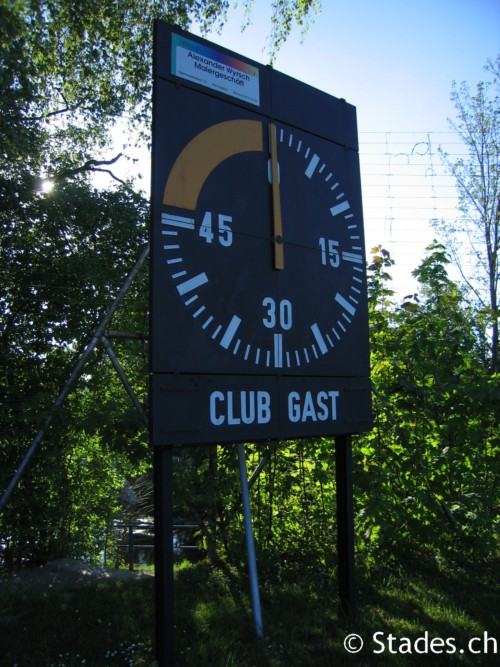 Alexander Wyrsch
Malergeschäft
0
45
15
30
CLUB GAST
© Stades.ch